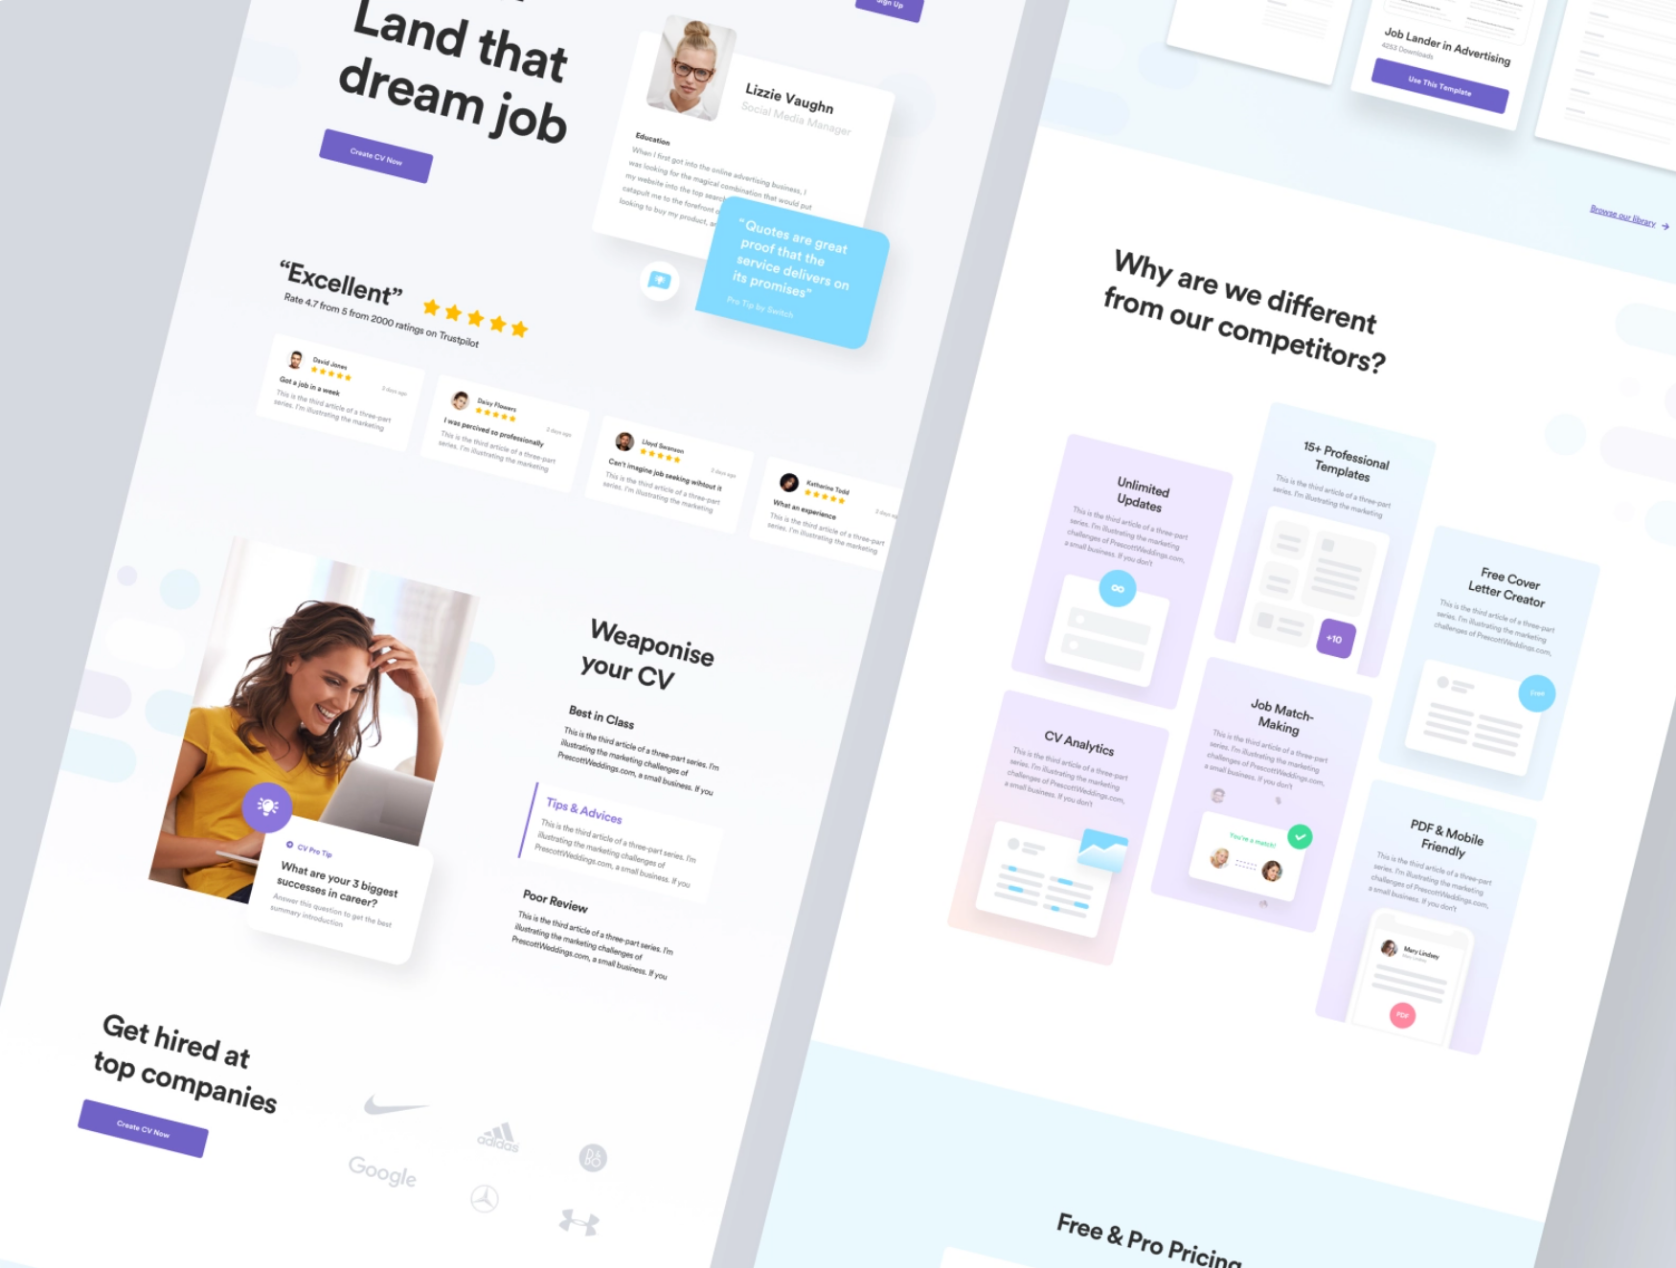 Sign Up
Land that
dream job
Create CV Now
Lizzie Vaughn
Social Media Manager
Education
When I first got into the online advertising business, I
was looking for the magical combination that would put
my website into the top search
catapult me to the forefront
looking to buy my product,
“Quotes are great
proof that the
service delivers on
its promises”
Pro Tip by Switch
“Excellent”
Rate 4.7 from 5 from 2000 ratings on Trustpilot
David Jones
2 days ago
Got a job in a week
This is the third article of a three-part
series. I'm illustrating the marketing
Daisy Flowers
2 days ago
I was percived so professionally
This is the third article of a three-part
series. I'm illustrating the marketing
Lloyd Swanson
2 days ago
Can't imagine job seeking wihtout it
This is the third article of a three-part
series. I'm illustrating the marketing
Katharine Todd
2 days
What an experience
This is the third article of a three-part
series. I'm illustrating the marketing
Weaponise
your CV
Best in Class
This is the third article of a three-part series. I'm
illustrating the marketing challenges of
PrescottWeddings.com, a small business. If you
Tips & Advices
This is the third article of a three-part series. I'm
illustrating the marketing challenges of
PrescottWeddings.com, a small business. If you
Poor Review
This is the third article of a three-part series. I'm
illustrating the marketing challenges of
PrescottWeddings.com, a small business. If you
CV Pro Tip
What are your 3 biggest
successes in career?
Answer this question to get the best
summary introduction
Get hired at
top companies
Create CV Now
adidas
B&O
Google
Job Lander in Advertising
4253 Downloads
Use This Template
Browse our library
Why are we different
from our competitors?
Unlimited
Updates
This is the third article of a three-part
series. I'm illustrating the marketing
challenges of PrescottWeddings.com,
a small business. If you don't
15+ Professional
Templates
This is the third article of a three-part
series. I'm illustrating the marketing
+10
Free Cover
Letter Creator
This is the third article of a three-part
series. I'm illustrating the marketing
challenges of PrescottWeddings.com,
CV Analytics
This is the third article of a three-part
series. I'm illustrating the marketing
challenges of PrescottWeddings.com,
a small business. If you don't
Job Match-
Making
This is the third article of a three-part
series. I'm illustrating the marketing
challenges of PrescottWeddings.com,
a small business. If you don't
You're a match!
PDF & Mobile
Friendly
This is the third article of a three-part
series. I'm illustrating the marketing
challenges of PrescottWeddings.com,
a small business. If you don't
Mary Lindsey
PDF
Free & Pro Pricing